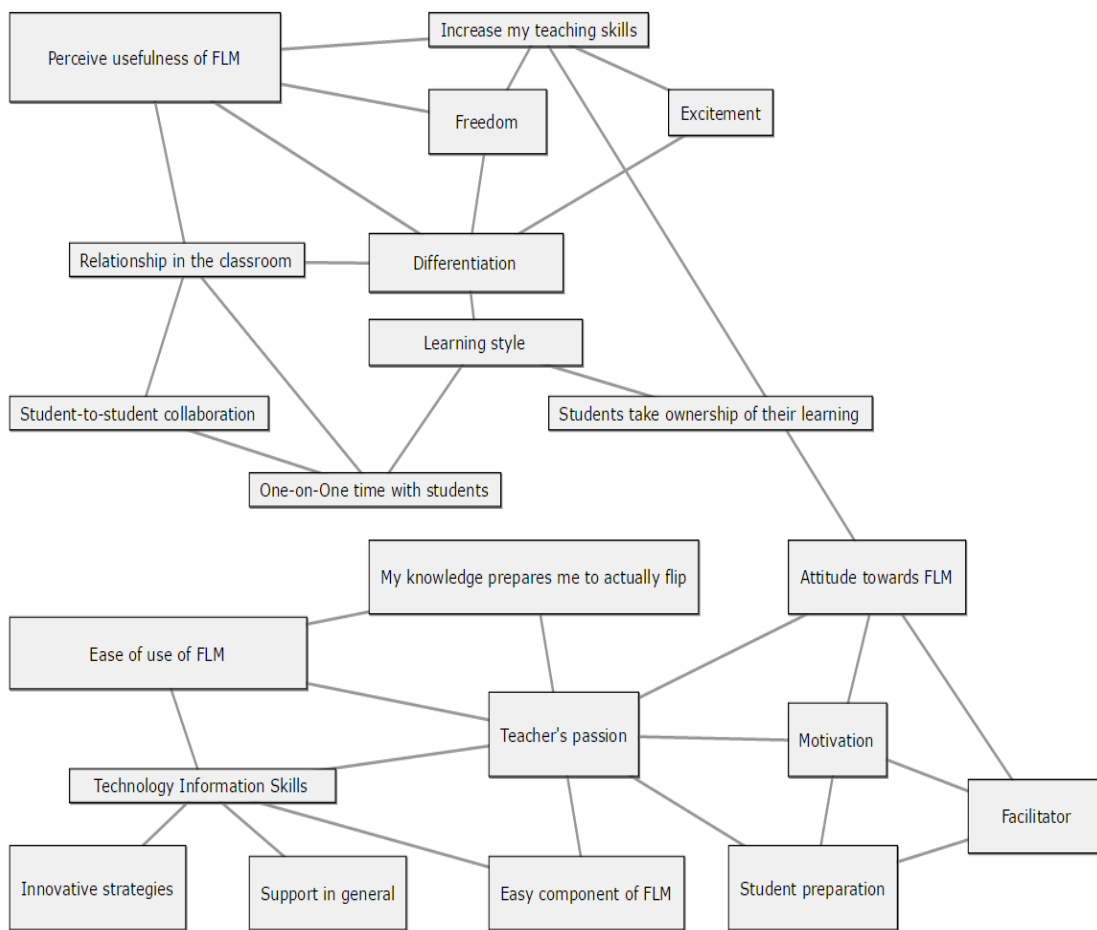 Increase my teaching skills
Perceive usefulness of FLM
Freedom
Excitement
Relationship in the classroom
Differentiation
Learning style
Student-to-student collaboration
Students take ownership of their learning
One-on-One time with students
My knowledge prepares me to actually flip
Attitude towards FLM
Ease of use of FLM
Teacher's passion
Motivation
Technology Information Skills
Facilitator
Innovative strategies
Support in general
Easy component of FLM
Student preparation